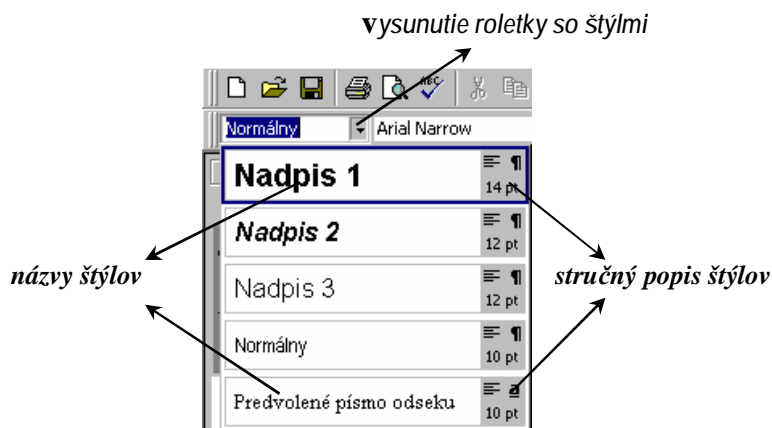 vysunutie roletky so štýlmi
ABC
Normálny
Arial Narrow
Nadpis 1
14 pt
Nadpis 2
12 pt
názvy štýlov
stručný popis štýlov
Nadpis 3
12 pt
Normálny
10 pt
Predvolené písmo odseku
a
10 pt